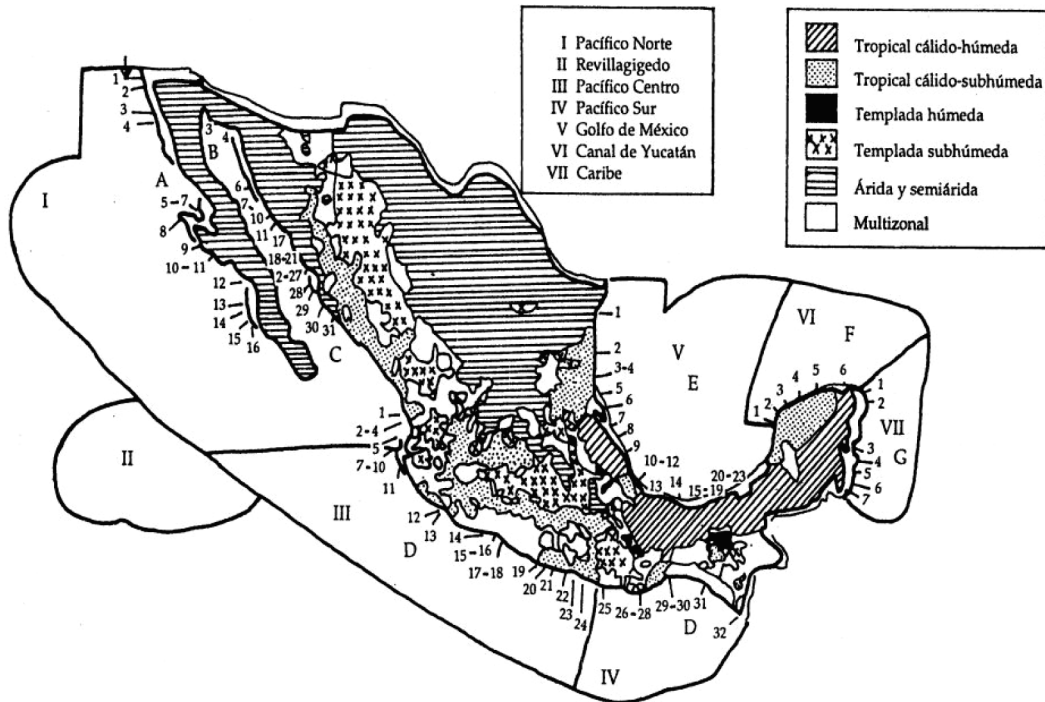 I Pacífico Norte
II Revillagigedo
III Pacífico Centro
IV Pacífico Sur
V Golfo de México
VI Canal de Yucatán
VII Caribe
Tropical cálido-húmeda
Tropical cálido-subhúmeda
Templada húmeda
Templada subhúmeda
Árida y semiárida
Multizonal
1
2
3
4
A
5-7
8
9
10-11
12
13
14
15
16
I
3
B
4
6
7
10
11
17
18-21
2-27
28
29
30
31
C
II
III
1
2-4
5
7-10
11
12
13
D
14
15-16
17-18
19
20
21
22
23
24
25
26-28
29-30
31
32
D
IV
V
E
1
2
3-4
5
6
7
8
9
10-12
13
14
15-19
20-23
VI
F
1
2
3
4
5
6
VII
G
1
2
3
4
5
6
7